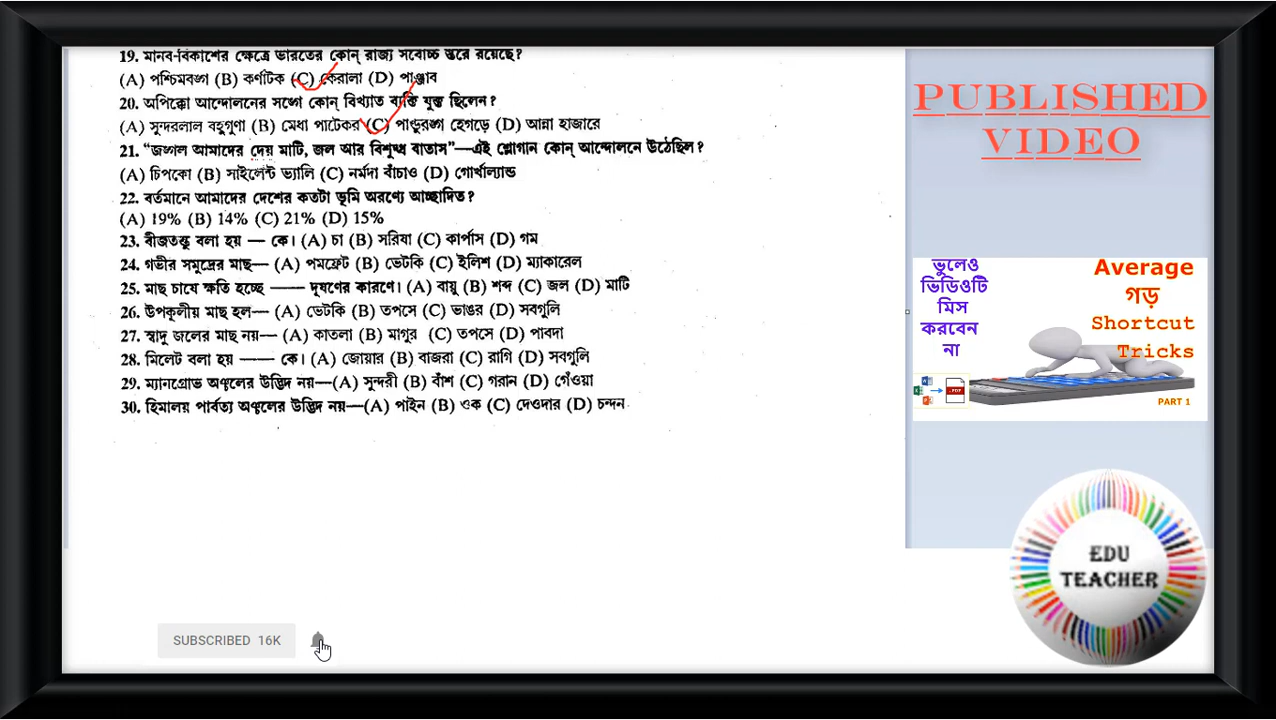 19. মানব-বিকাশের ক্ষেত্রে ভারতের কোন্ রাজ্য সর্বোচ্চ স্তরে রয়েছে?
(A) পশ্চিমবঙ্গ (B) কর্ণাটক (C) কেরালা (D) পাঞ্জাব
20. অপিক্কো আন্দোলনের সঙ্গে কোন্ বিখ্যাত ব্যক্তি যুক্ত ছিলেন?
(A) সুন্দরলাল বহুগুণা (B) মেধা পাটেকর (C) পাণ্ডুরঙ্গ হেগড়ে (D) আন্না হাজারে
21. “জঙ্গল আমাদের দেয় মাটি, জল আর বিশুদ্ধ বাতাস”—এই শ্লোগান কোন্ আন্দোলনে উঠেছিল?
(A) চিপকো (B) সাইলেন্ট ভ্যালি (C) নর্মদা বাঁচাও (D) গোর্খাল্যান্ড
22. বর্তমানে আমাদের দেশের কতটা ভূমি অরণ্যে আচ্ছাদিত?
(A) 19% (B) 14% (C) 21% (D) 15%
23. বীজতন্তু বলা হয় — কে। (A) চা (B) সরিষা (C) কার্পাস (D) গম
24. গভীর সমুদ্রের মাছ— (A) পমফ্রেট (B) ভেটকি (C) ইলিশ (D) ম্যাকারেল
25. মাছ চাষে ক্ষতি হচ্ছে —— দূষণের কারণে। (A) বায়ু (B) শব্দ (C) জল (D) মাটি
26. উপকূলীয় মাছ হল— (A) ভেটকি (B) তপসে (C) ভাঙর (D) সবগুলি
27. স্বাদু জলের মাছ নয়— (A) কাতলা (B) মাগুর (C) তপসে (D) পাবদা
28. মিলেট বলা হয় —— কে। (A) জোয়ার (B) বাজরা (C) রাগি (D) সবগুলি
29. ম্যানগ্রোভ অঞ্চলের উদ্ভিদ নয়—(A) সুন্দরী (B) বাঁশ (C) গরান (D) গেঁওয়া
30. হিমালয় পার্বত্য অঞ্চলের উদ্ভিদ নয়—(A) পাইন (B) ওক (C) দেওদার (D) চন্দন
PUBLISHED
VIDEO
ভুলেও
ভিডিওটি
মিস
করবেন
না
Average
গড়
Shortcut
Tricks
PDF
PART 1
EDU
TEACHER
SUBSCRIBED 16K